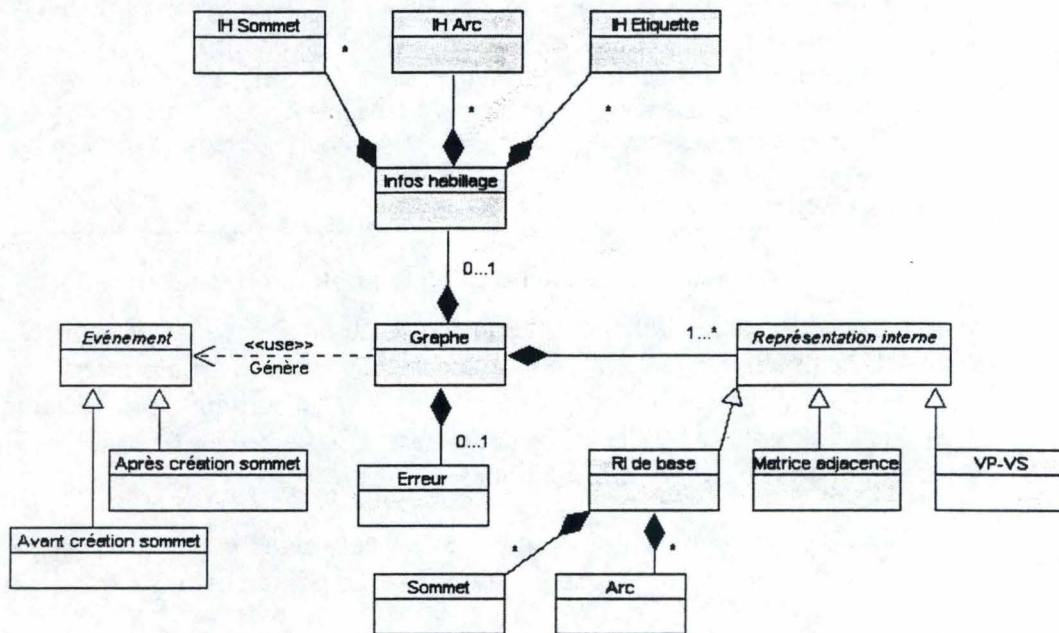 IH Sommet
IH Arc
IH Etiquette
*
*
*
Infos habillage
0...1
Evénement
<<use>>
Génère
Graphe
1...*
Représentation interne
0...1
Après création sommet
Erreur
RI de base
Matrice adjacence
VP-VS
Avant création sommet
*
*
Sommet
Arc